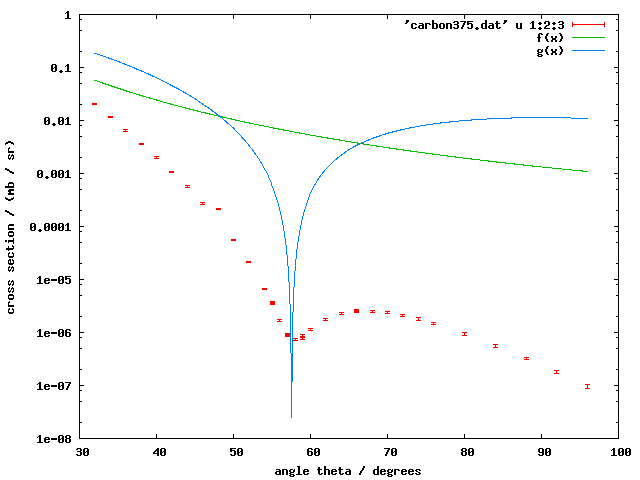 1
0.1
0.01
0.001
0.0001
1e-05
1e-06
1e-07
1e-08
cross section / (mb / sr)
'carbon375.dat' u 1:2:3
f(x)
g(x)
30 40 50 60 70 80 90 100
angle theta / degrees